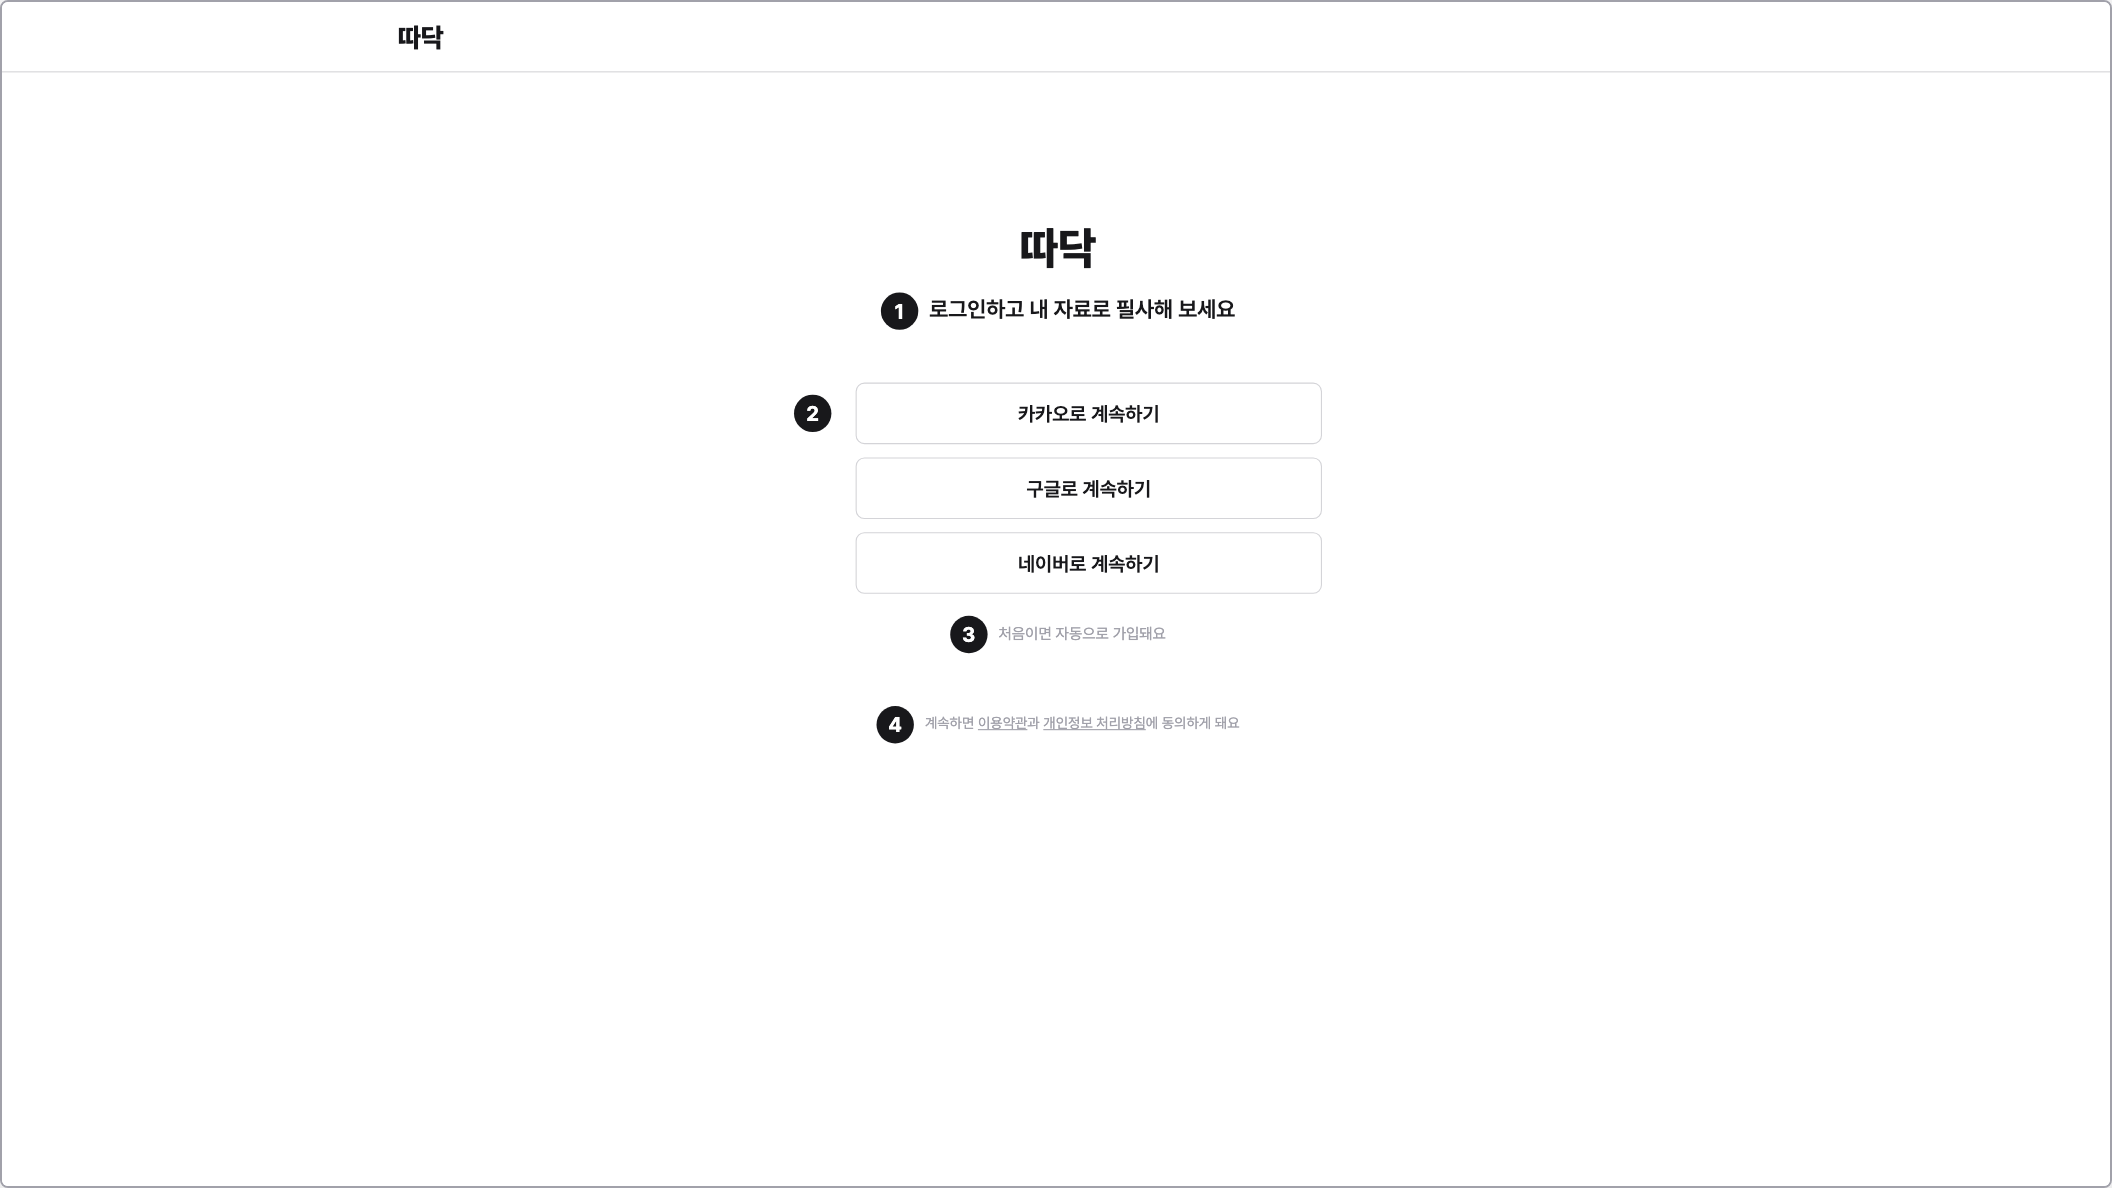 따닥
따닥
1 로그인하고 내 자료로 필사해 보세요
2 카카오로 계속하기
구글로 계속하기
네이버로 계속하기
3 처음이면 자동으로 가입돼요
4 계속하면 이용약관과 개인정보 처리방침에 동의하게 돼요